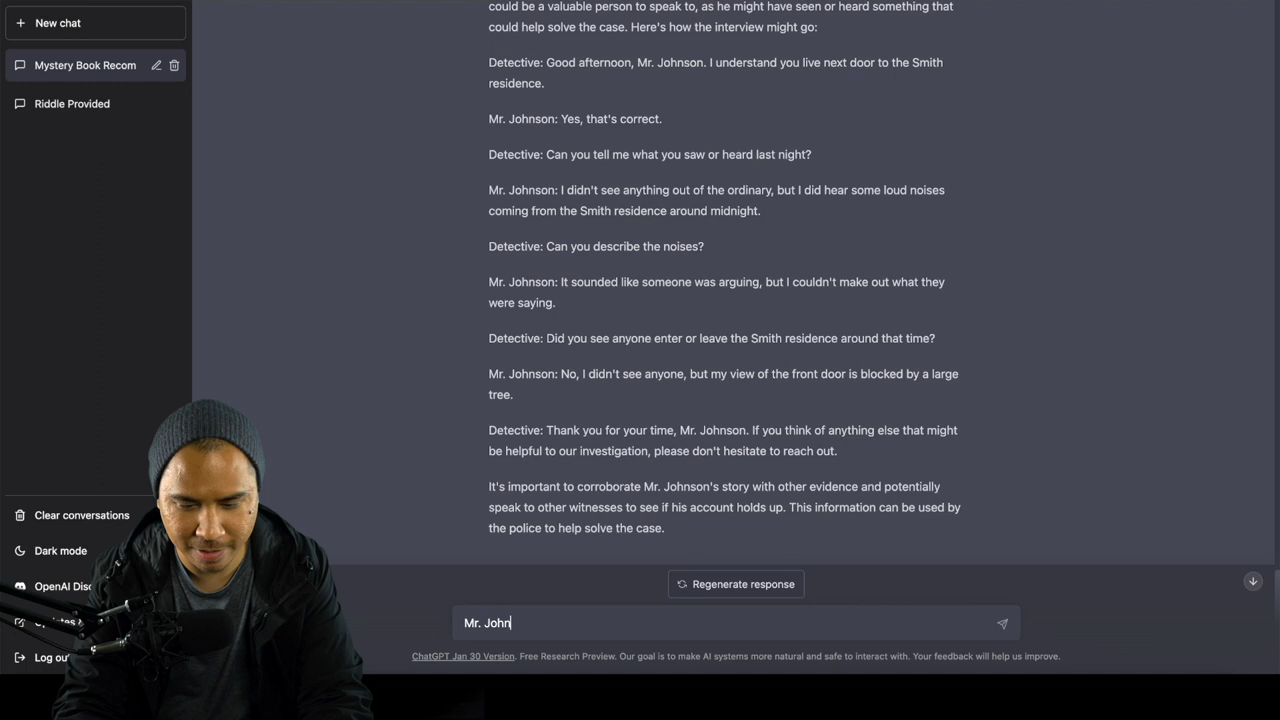 could be a valuable person to speak to, as he might have seen or heard something that
New chat
could help solve the case. Here's how the interview might go:
Mystery Book Recom
Detective: Good afternoon, Mr. Johnson. I understand you live next door to the Smith
residence.
Riddle Provided
Mr. Johnson: Yes, that's correct.
Detective: Can you tell me what you saw or heard last night?
Mr. Johnson: I didn't see anything out of the ordinary, but I did hear some loud noises
coming from the Smith residence around midnight.
Detective: Can you describe the noises?
Mr. Johnson: It sounded like someone was arguing, but I couldn't make out what they
were saying.
Detective: Did you see anyone enter or leave the Smith residence around that time?
Mr. Johnson: No, I didn't see anyone, but my view of the front door is blocked by a large
tree.
Detective: Thank you for your time, Mr. Johnson. If you think of anything else that might
be helpful to our investigation, please don't hesitate to reach out.
It's important to corroborate Mr. Johnson's story with other evidence and potentially
speak to other witnesses to see if his account holds up. This information can be used by
the police to help solve the case.
Clear conversations
Dark mode
OpenAI Disc
Log ou
Regenerate response
Mr. John
ChatGPT Jan 30 Version. Free Research Preview. Our goal is to make AI systems more natural and safe to interact with. Your feedback will help us improve.